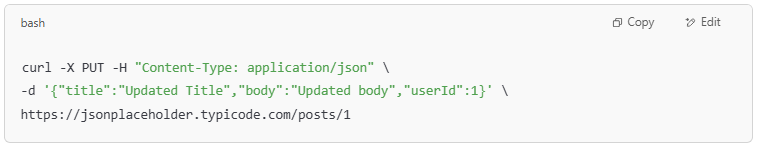 bash Copy Edit
curl -X PUT -H "Content-Type: application/json" \
-d '{"title":"Updated Title","body":"Updated body","userId":1}' \
https://jsonplaceholder.typicode.com/posts/1